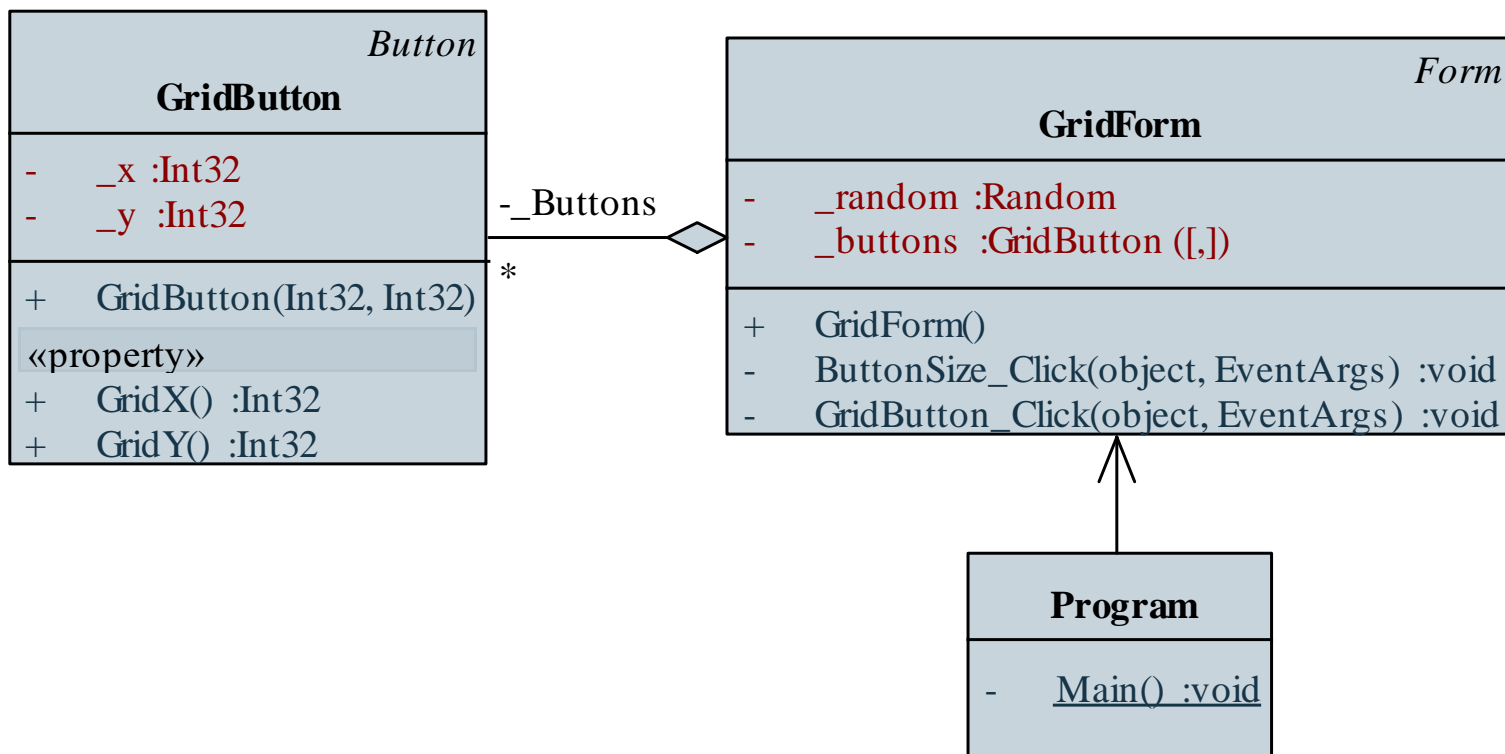 Button
GridButton
- _x :Int32
- _y :Int32
+ GridButton(Int32, Int32)
«property»
+ GridX() :Int32
+ GridY() :Int32
-_Buttons
*
Form
GridForm
- _random :Random
- _buttons :GridButton ([,])
+ GridForm()
- ButtonSize_Click(object, EventArgs) :void
- GridButton_Click(object, EventArgs) :void
Program
- Main() :void